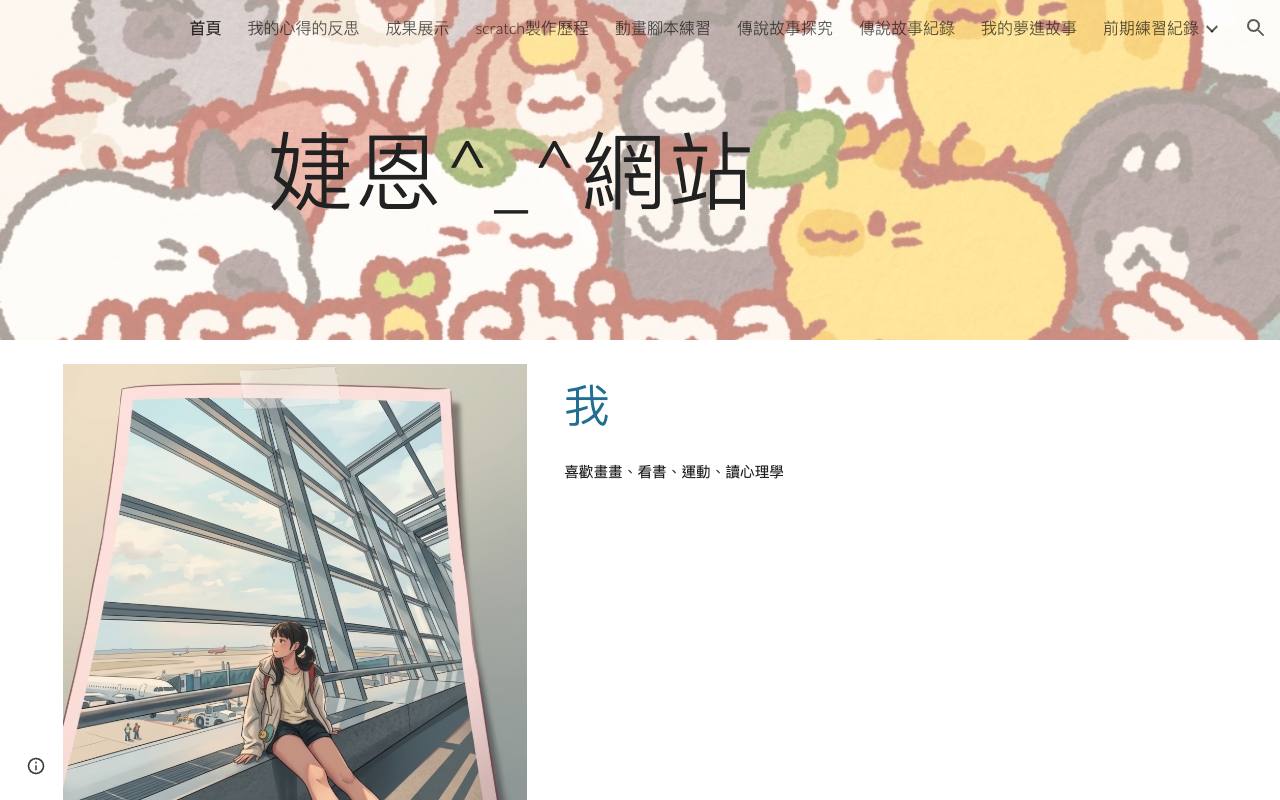 首頁 我的心得的反思 成果展示 scratch製作歷程 動畫腳本練習 傳說故事探究 傳說故事紀錄 我的夢進故事 前期練習紀錄
婕恩^_^網站
我
喜歡畫畫、看書、運動、讀心理學